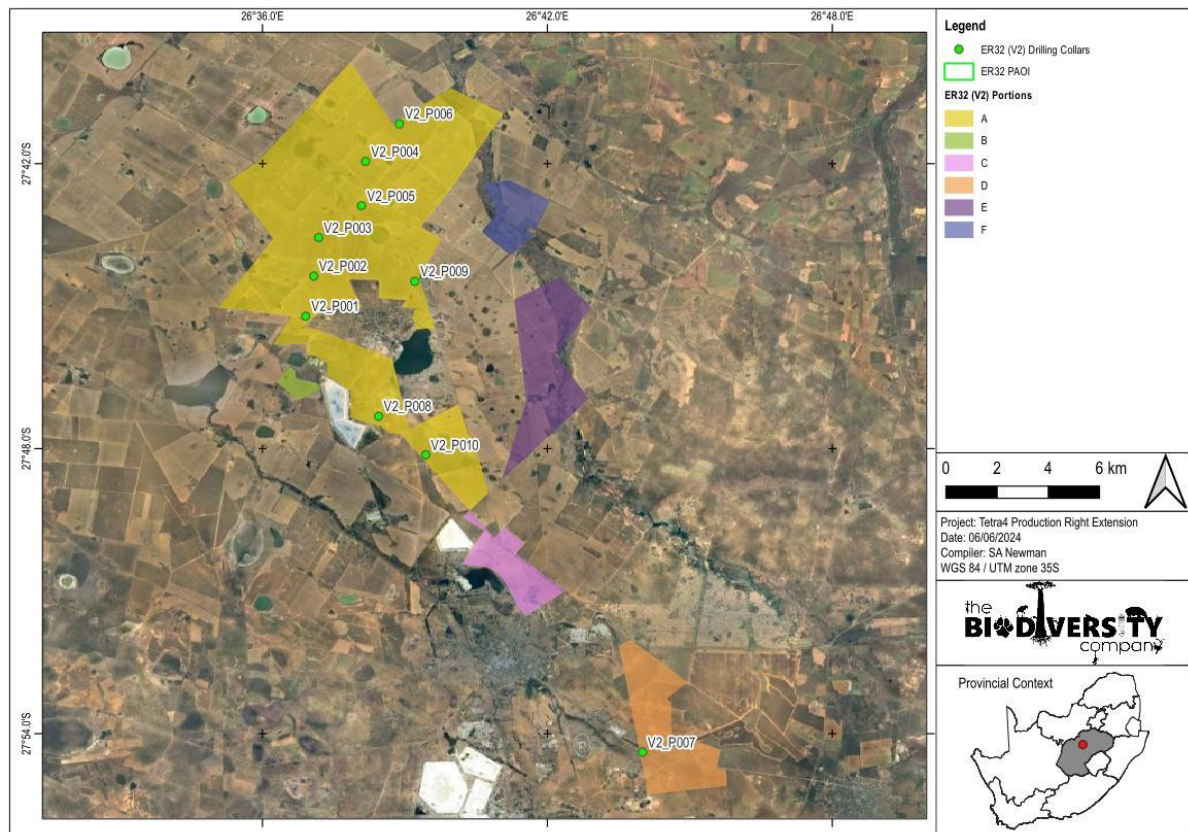 26°36.0'E
26°42.0'E
26°48.0'E
27°42.0'S
27°48.0'S
27°54.0'S
V2_P006
V2_P004
V2_P005
V2_P003
V2_P002
V2_P009
V2_P001
V2_P008
V2_P010
V2_P007
Legend
ER32 (V2) Drilling Collars
ER32 PAOI
ER32 (V2) Portions
A
B
C
D
E
F
0 2 4 6 km
Project: Tetra4 Production Right Extension
Date: 06/06/2024
Compiler: SA Newman
WGS 84 / UTM zone 35S
the
BIODIVERSITY
company
Provincial Context